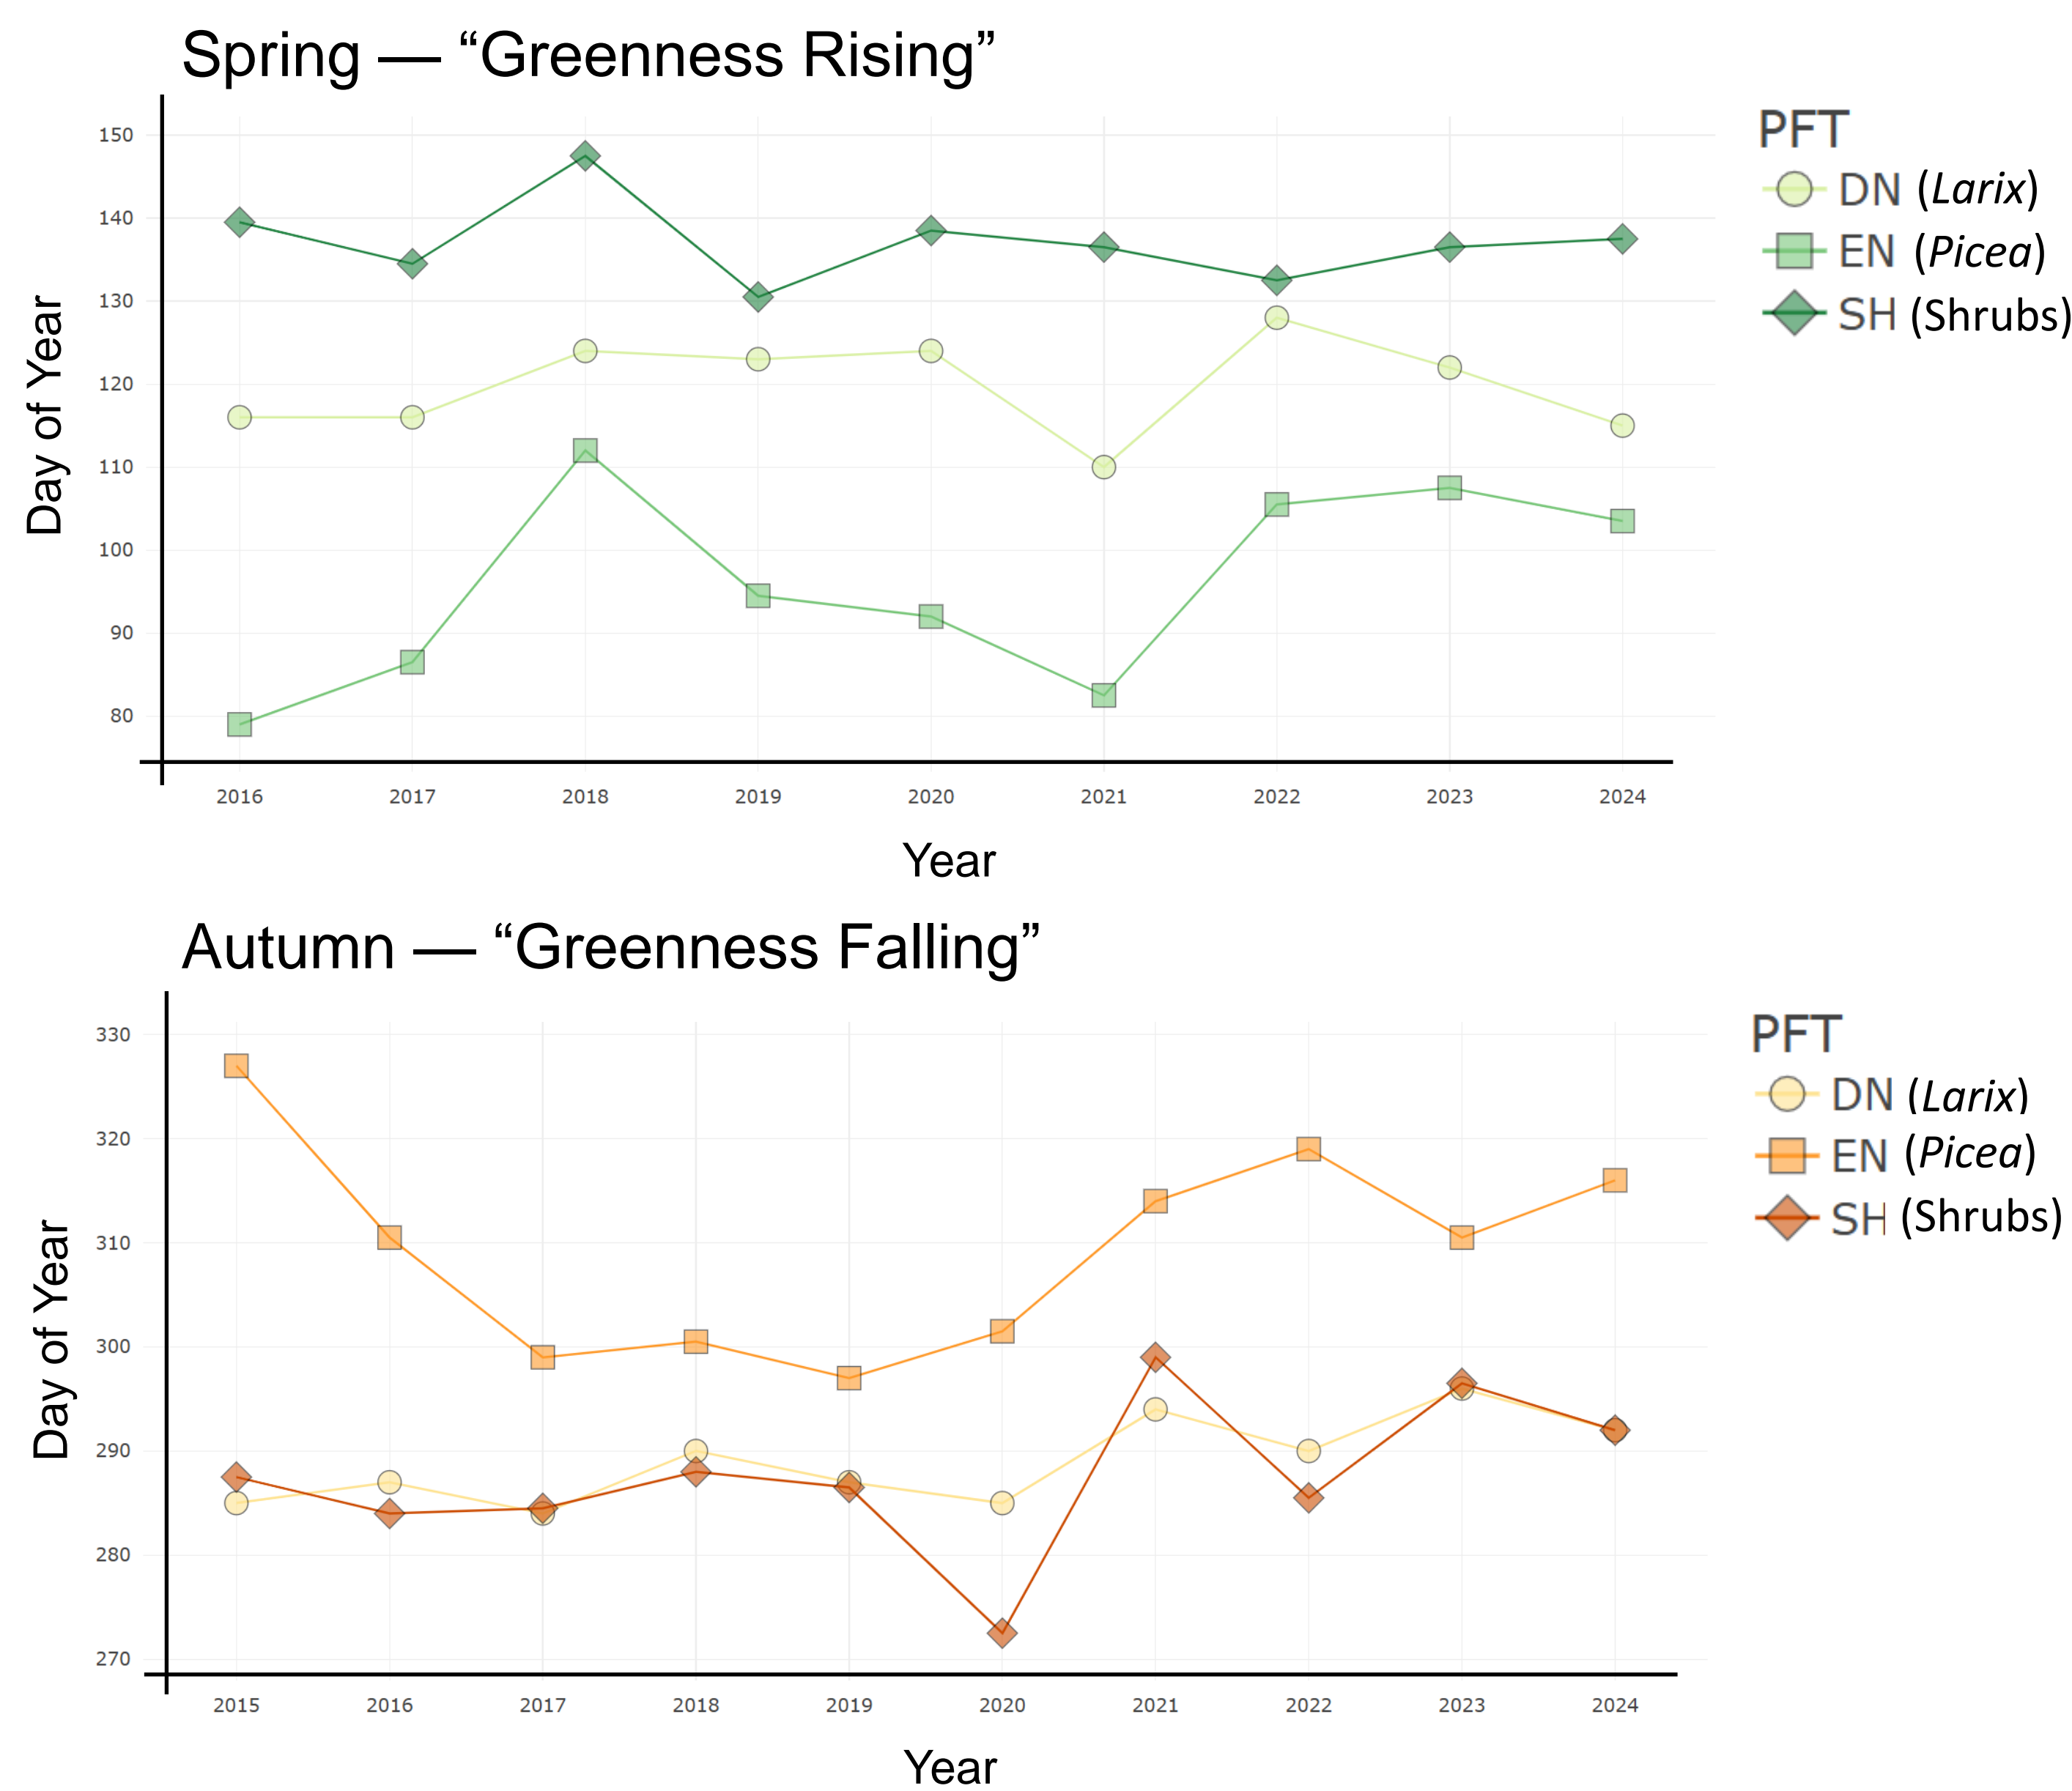 Spring — “Greenness Rising”
150
140
130
120
110
100
90
80
Day of Year
2016 2017 2018 2019 2020 2021 2022 2023 2024
Year
PFT
DN (Larix)
EN (Picea)
SH (Shrubs)
Autumn — “Greenness Falling”
330
320
310
300
290
280
270
Day of Year
2015 2016 2017 2018 2019 2020 2021 2022 2023 2024
Year
PFT
DN (Larix)
EN (Picea)
SH (Shrubs)